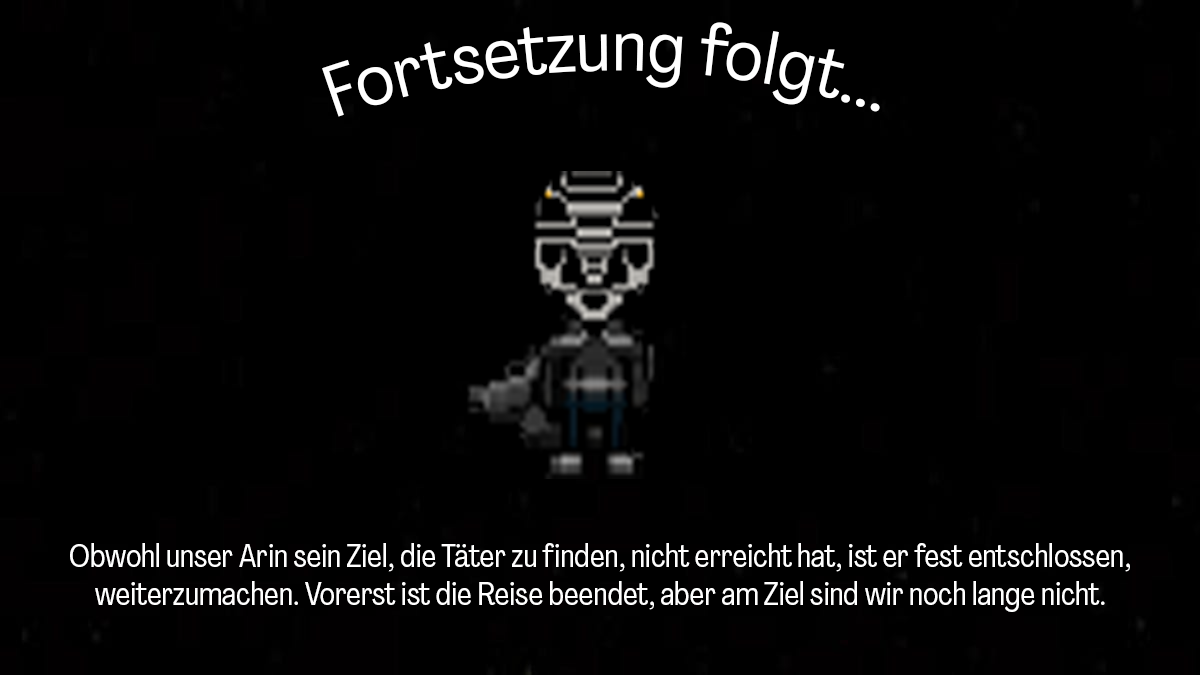 Fortsetzung folgt...
Obwohl unser Arin sein Ziel, die Täter zu finden, nicht erreicht hat, ist er fest entschlossen,
weiterzumachen. Vorerst ist die Reise beendet, aber am Ziel sind wir noch lange nicht.